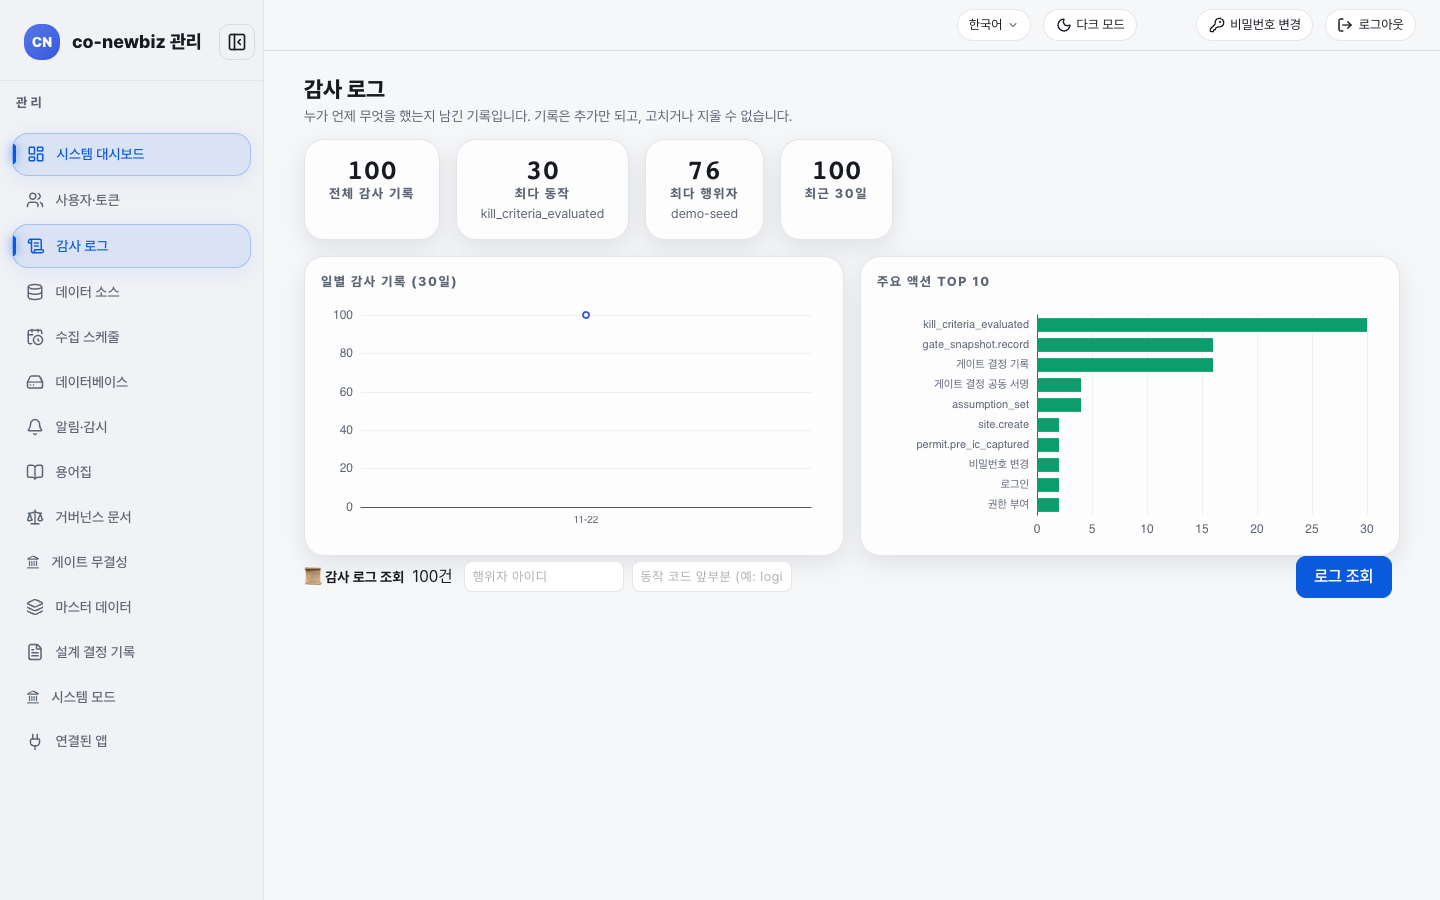 CN co-newbiz 관리
한국어
다크 모드
비밀번호 변경
로그아웃
관리
시스템 대시보드
사용자·토큰
감사 로그
데이터 소스
수집 스케줄
데이터베이스
알림·감시
용어집
거버넌스 문서
게이트 무결성
마스터 데이터
설계 결정 기록
시스템 모드
연결된 앱
감사 로그
누가 언제 무엇을 했는지 남긴 기록입니다. 기록은 추가만 되고, 고치거나 지울 수 없습니다.
100
전체 감사 기록
30
최다 동작
kill_criteria_evaluated
76
최다 행위자
demo-seed
100
최근 30일
일별 감사 기록 (30일)
100
80
60
40
20
0
11-22
주요 액션 TOP 10
kill_criteria_evaluated
gate_snapshot.record
게이트 결정 기록
게이트 결정 공동 서명
assumption_set
site.create
permit.pre_ic_captured
비밀번호 변경
로그인
권한 부여
0 5 10 15 20 25 30
감사 로그 조회 100건
행위자 아이디
동작 코드 앞부분 (예: logi
로그 조회